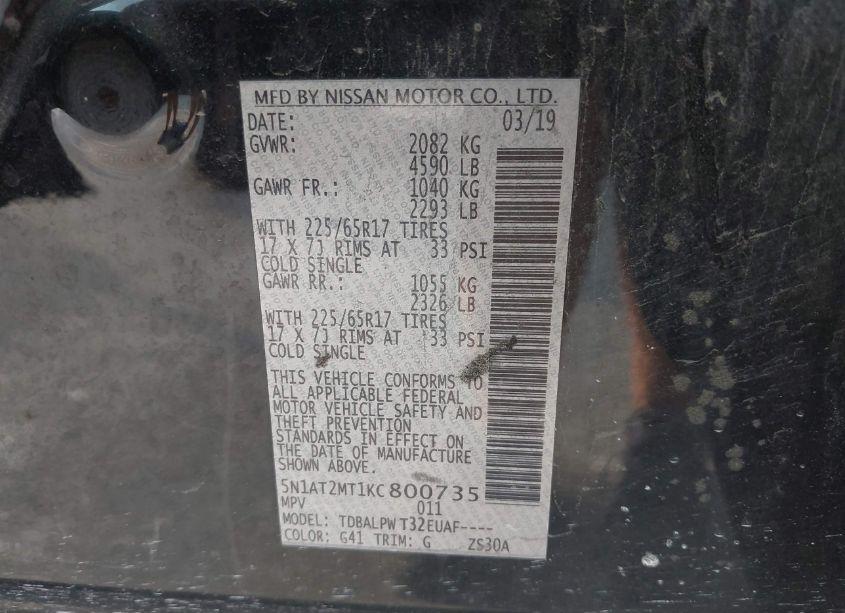 MFD BY NISSAN MOTOR CO., LTD.
DATE: 03/19
GVWR: 2082 KG
4590 LB
GAWR FR.: 1040 KG
2293 LB
WITH 225/65R17 TIRES
17 X 7J RIMS AT 33 PSI
COLD SINGLE
GAWR RR.: 1055 KG
2326 LB
WITH 225/65R17 TIRES
17 X 7J RIMS AT 33 PSI
COLD SINGLE
THIS VEHICLE CONFORMS TO
ALL APPLICABLE FEDERAL
MOTOR VEHICLE SAFETY AND
THEFT PREVENTION
STANDARDS IN EFFECT ON
THE DATE OF MANUFACTURE
SHOWN ABOVE.
5N1AT2MT1KC800735
MPV 011
MODEL: TDBALPW T32EUAF----
COLOR: G41 TRIM: G ZS30A